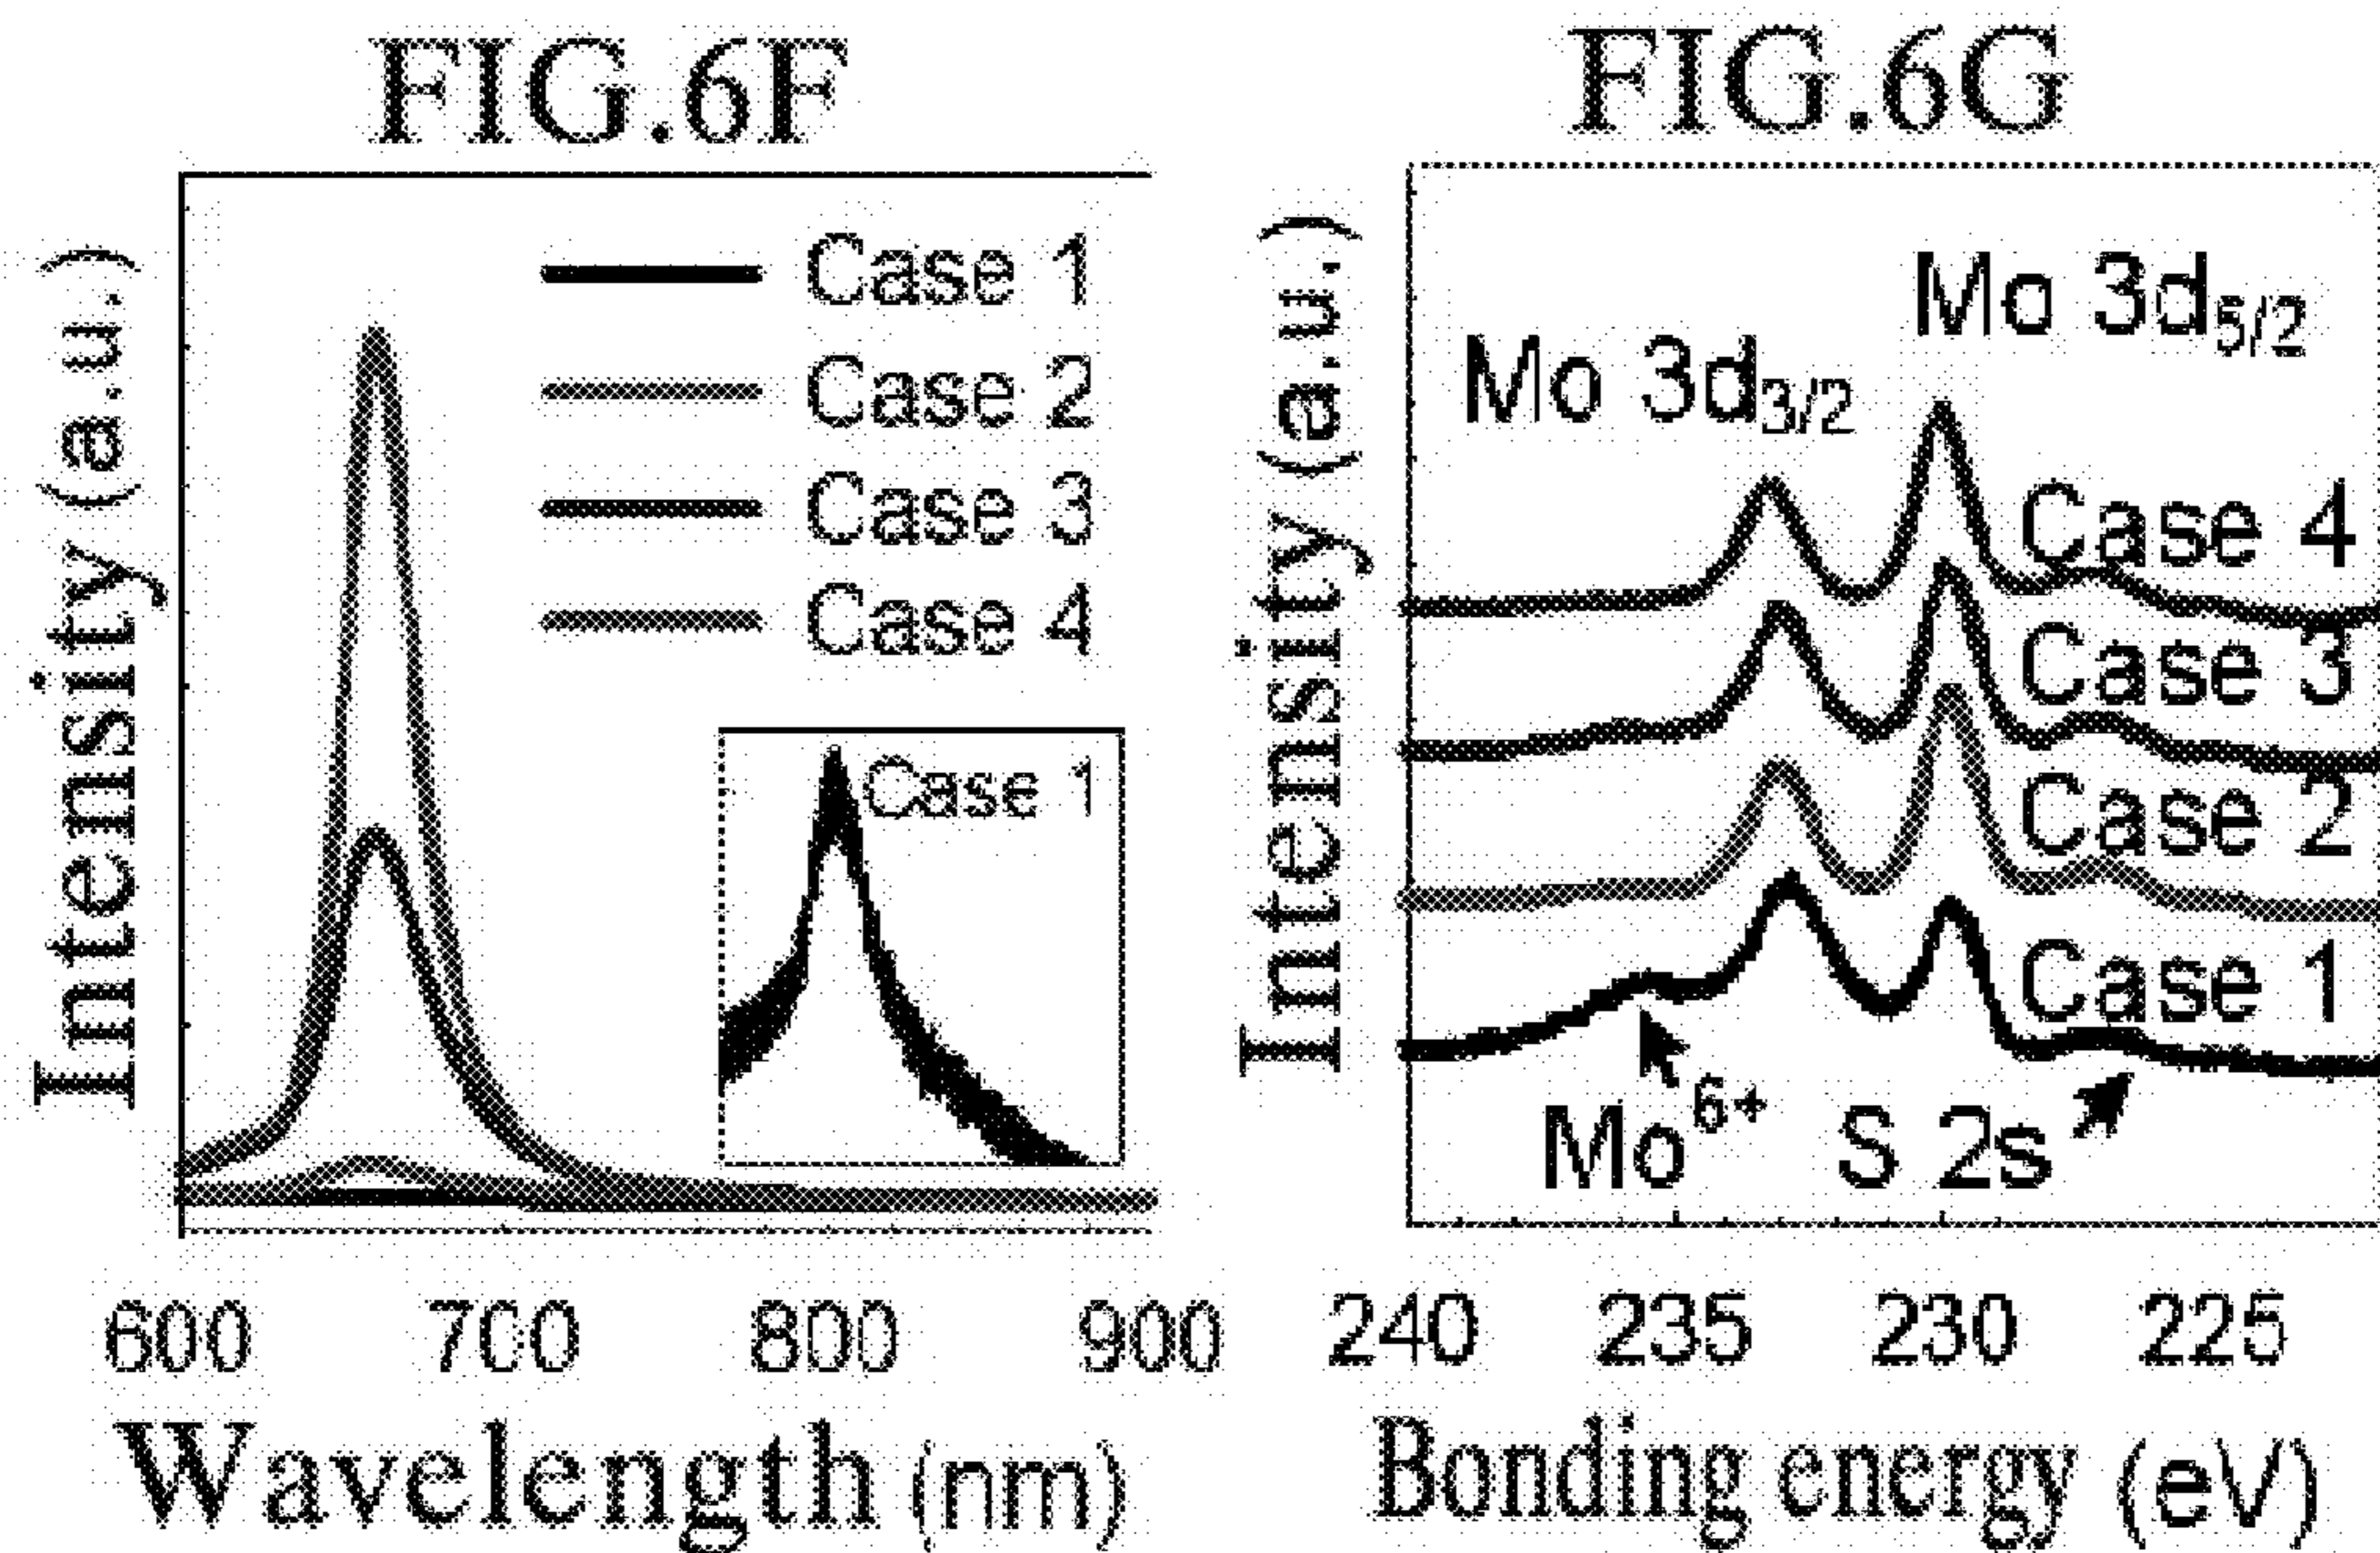 FIG.6F
Intensity (a.u.)
Case 1
Case 2
Case 3
Case 4
Case 1
600 700 800 900
Wavelength (nm)
FIG.6G
Intensity (a.u.)
Mo 3d5/2
Mo 3d3/2
Case 4
Case 3
Case 2
Case 1
Mo6+ S 2s
240 235 230 225
Bonding energy (eV)